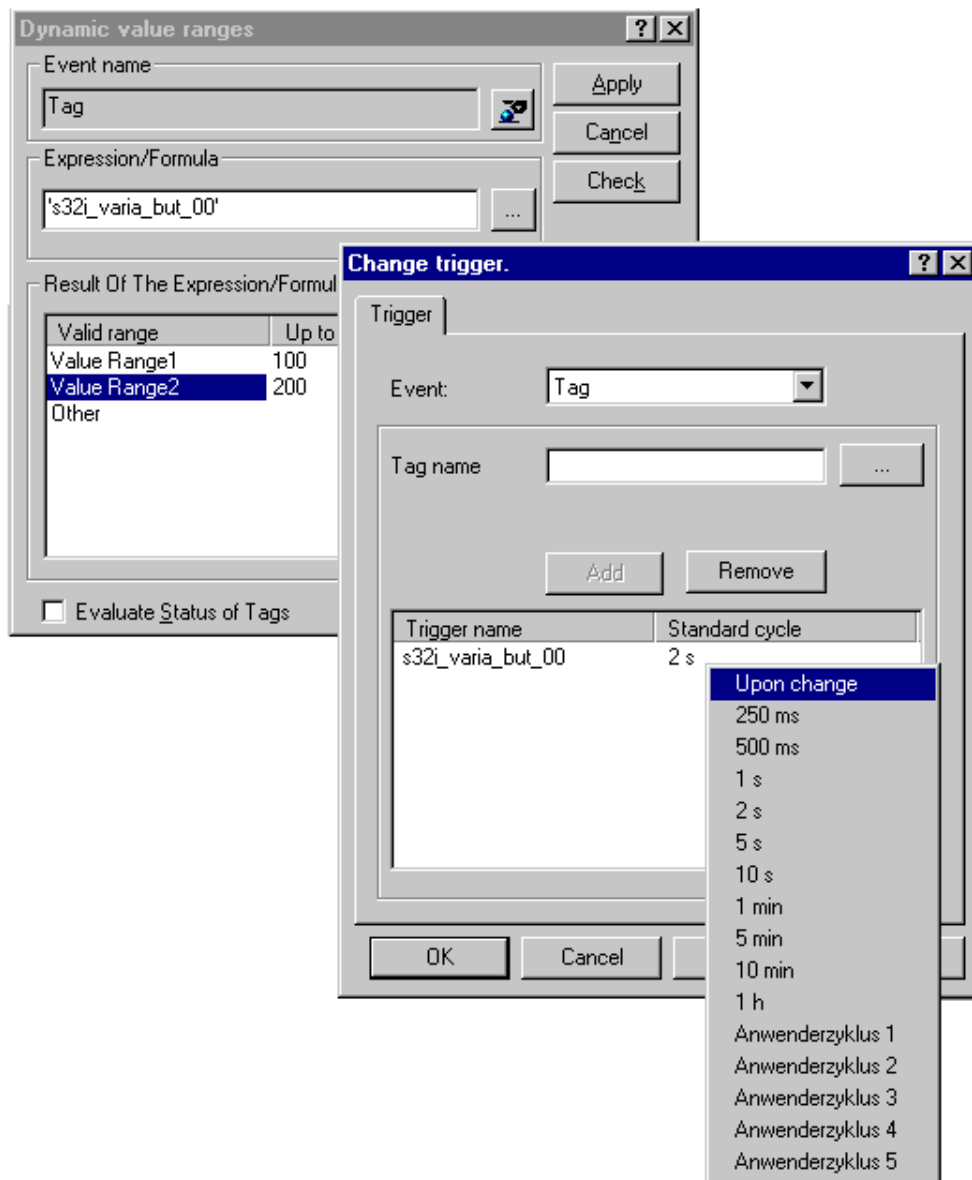 Dynamic value ranges
Event name
Tag
Apply
Cancel
Check
Expression/Formula
's32i_varia_but_00'
...
Result Of The Expression/Formul
Valid range Up to
Value Range1 100
Value Range2 200
Other
Evaluate Status of Tags
Change trigger.
Trigger
Event: Tag
Tag name ...
Add Remove
Trigger name Standard cycle
s32i_varia_but_00 2 s
Upon change
250 ms
500 ms
1 s
2 s
5 s
10 s
1 min
5 min
10 min
1 h
Anwenderzyklus 1
Anwenderzyklus 2
Anwenderzyklus 3
Anwenderzyklus 4
Anwenderzyklus 5
OK Cancel